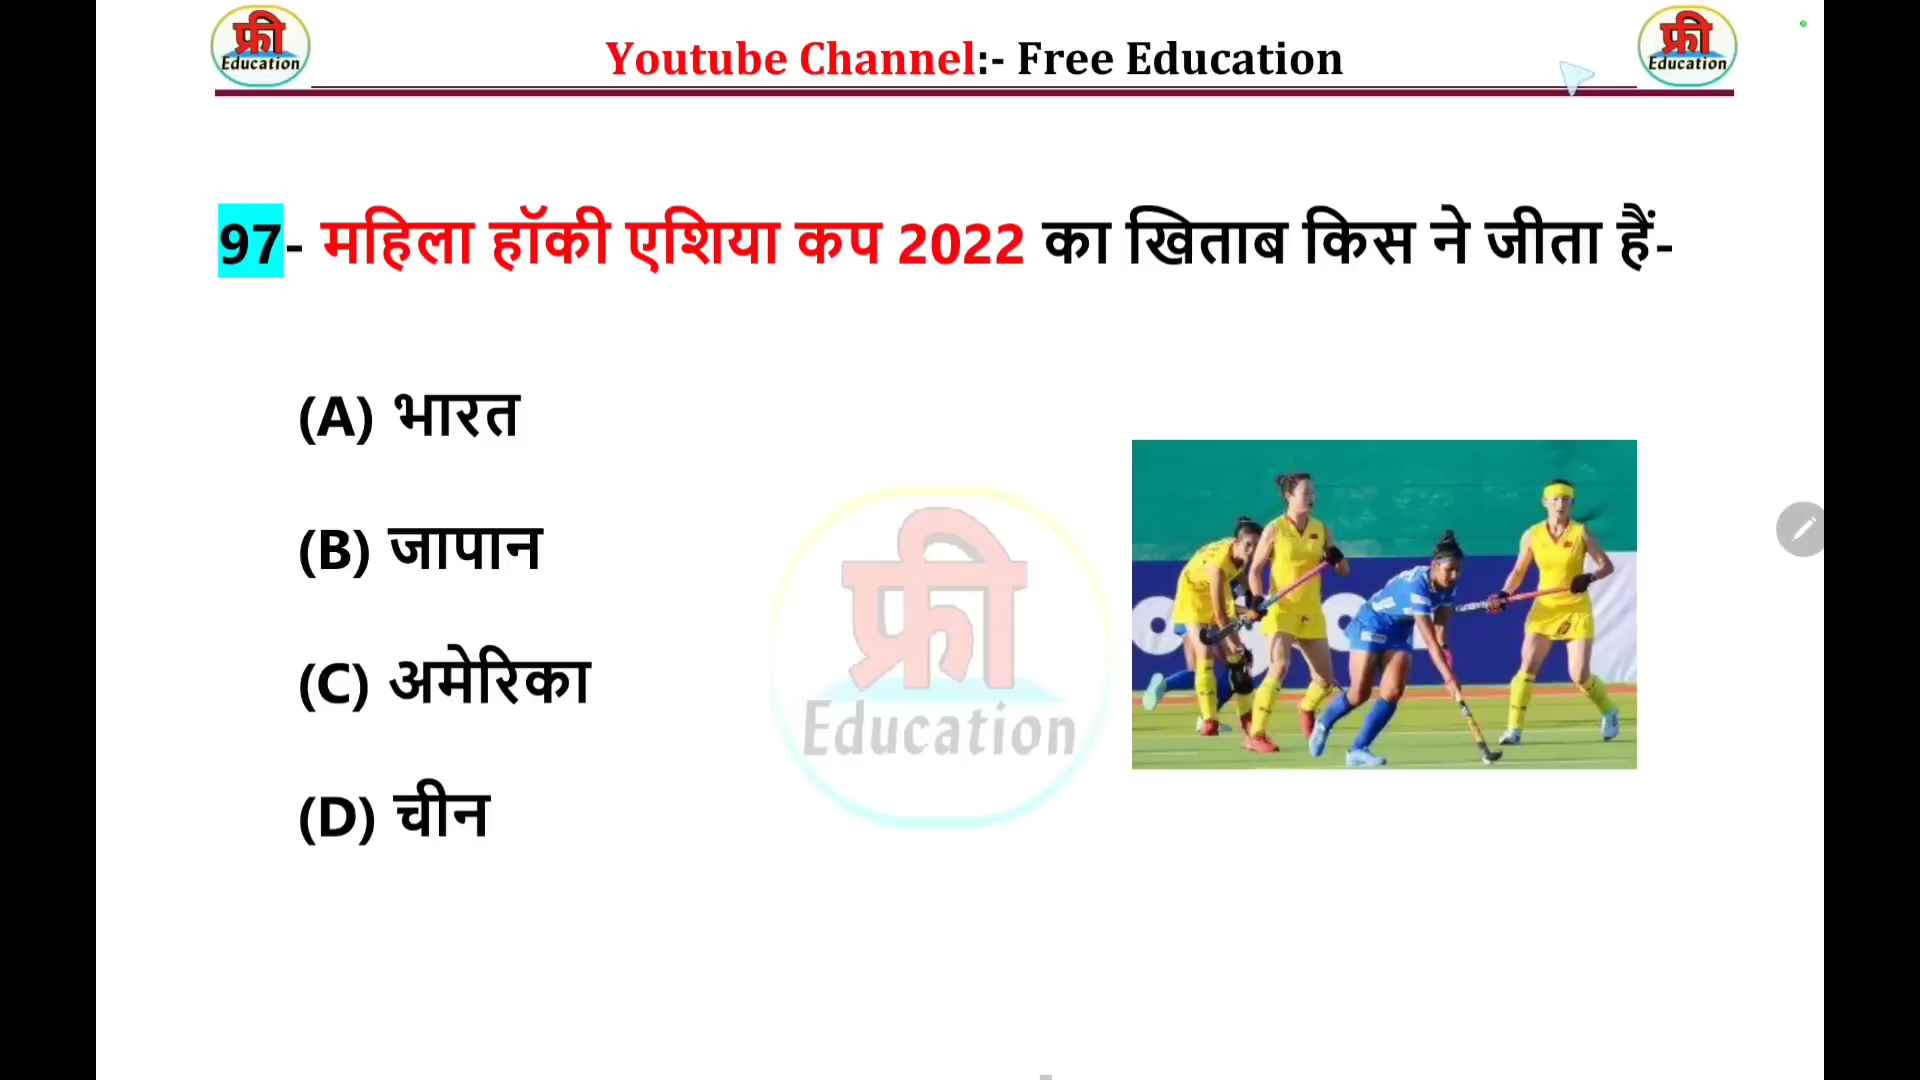 फ्री
Education
Youtube Channel:- Free Education
फ्री
Education
97- महिला हॉकी एशिया कप 2022 का खिताब किस ने जीता हैं-
(A) भारत
(B) जापान
(C) अमेरिका
(D) चीन
फ्री
Education